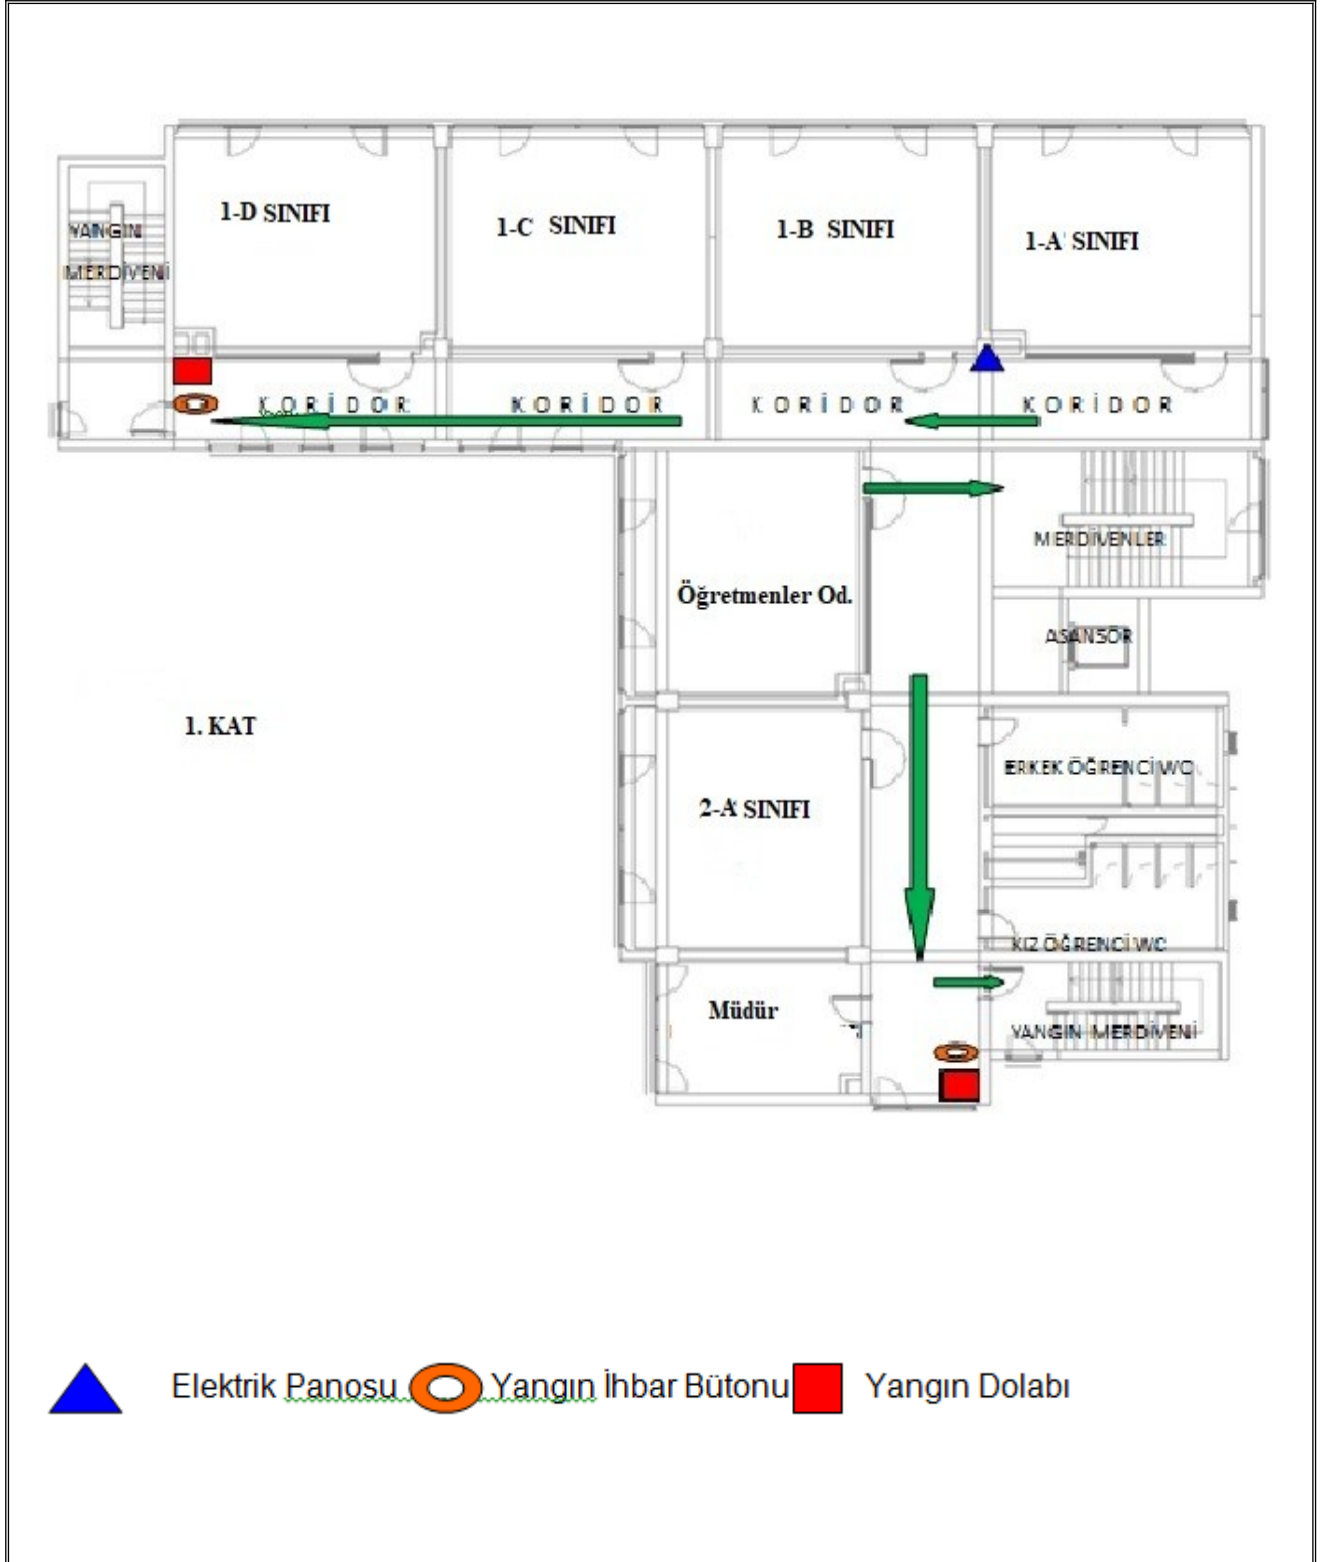 1-D SINIFI
1-C SINIFI
1-B SINIFI
1-A' SINIFI
YANGIN
MERDİVENİ
KORİDOR
KORİDOR
KORİDOR
KORİDOR
MERDİVENLER
Öğretmenler Od.
ASANSÖR
1. KAT
ERKEK ÖĞRENCİ WC
2-A SINIFI
KIZ ÖĞRENCİ WC
Müdür
YANGIN MERDİVENİ
Elektrik Panosu Yangın İhbar Bütonu Yangın Dolabı